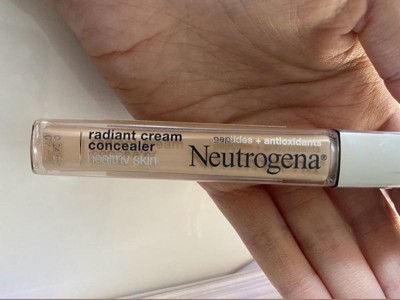 radiant cream
concealer
healthy skin
peptides + antioxidants
Neutrogena®